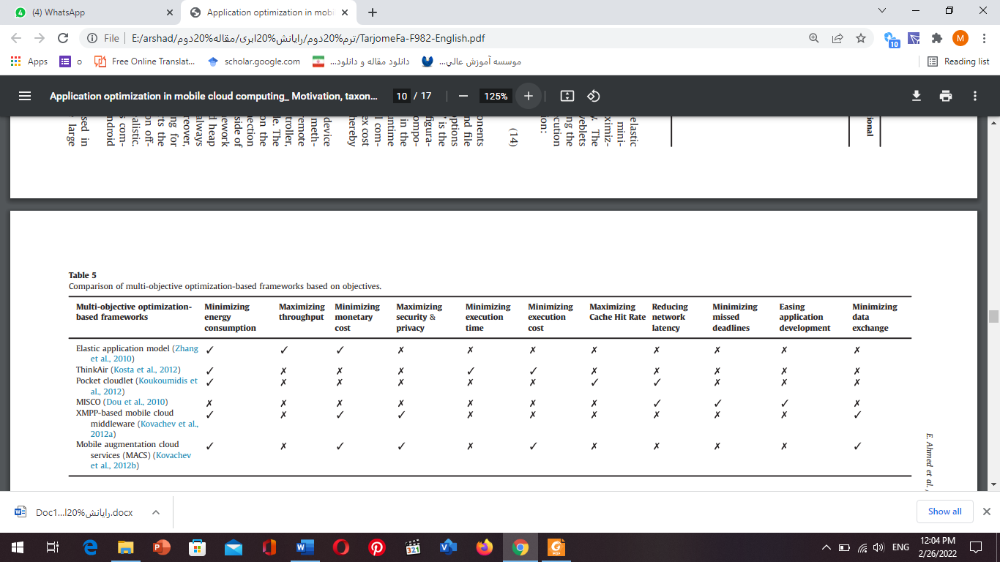 (4) WhatsApp
Application optimization in mobi
File E:/arshad/ترم%20دوم/رایانش%20ابری/مقاله%20دوم/TarjomeFa-F982-English.pdf
10
M
Apps
o
Free Online Translat...
scholar.google.com
دانلود مقاله و دانلود...
موسسه آموزش عالي...
Reading list
Application optimization in mobile cloud computing_ Motivation, taxon...
10 / 17
125%
ional
elastic
mini-
ximiz-
y. The
veblets
ng the
cution
ion:
(14)
onents
nd file
options
' is the
figura-
ompo-
in the
untime
l com-
ex cost
hereby
device
meth-
remote
troller,
le. The
on the
nection
side of
ework
d heap
always
reover,
ng for
rts the
on off-
alistic.
s com-
ndroid
sed in
large
Table 5
Comparison of multi-objective optimization-based frameworks based on objectives.
Multi-objective optimization- Minimizing Maximizing Minimizing Maximizing Minimizing Minimizing Maximizing Reducing Minimizing Easing Minimizing
based frameworks energy throughput monetary security & execution execution Cache Hit Rate network missed application data
consumption cost privacy time cost latency deadlines development exchange
Elastic application model (Zhang ✓ ✓ ✓ ✗ ✗ ✗ ✗ ✗ ✗ ✗ ✗
et al., 2010)
ThinkAir (Kosta et al., 2012) ✓ ✗ ✗ ✗ ✓ ✓ ✗ ✗ ✗ ✗ ✗
Pocket cloudlet (Koukoumidis et ✓ ✗ ✗ ✗ ✗ ✗ ✓ ✓ ✗ ✗ ✗
al., 2012)
MISCO (Dou et al., 2010) ✗ ✗ ✗ ✗ ✗ ✗ ✗ ✓ ✓ ✓ ✗
XMPP-based mobile cloud ✓ ✗ ✓ ✓ ✗ ✗ ✗ ✗ ✗ ✗ ✓
middleware (Kovachev et al.,
2012a)
Mobile augmentation cloud ✓ ✗ ✓ ✓ ✗ ✓ ✗ ✗ ✗ ✗ ✓
services (MACS) (Kovachev
et al., 2012b)
E. Ahmed et al.
Doc1...رایانش%20ا.docx
Show all
321
PDF
ENG
12:04 PM
2/26/2022